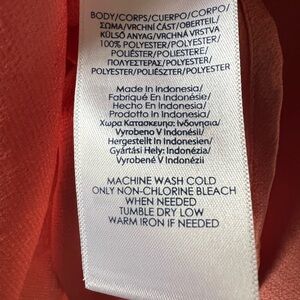 BODY/CORPS/CUERPO/CORPO/
ΣΩΜΑ/VRCHNÍ ČÁST/OBERTEIL/
KÜLSŐ ANYAG/VRCHNÁ VRSTVA
100% POLYESTER/POLYESTER/
POLIÉSTER/POLIESTERE/
ΠΟΛΥΕΣΤΕΡΑΣ/POLYESTER/
POLYESTER/POLIÉSZTER/POLYESTER
Made In Indonesia/
Fabriqué En Indonésie/
Hecho En Indonesia/
Prodotto In Indonesia/
Χωρα Κατασκευης: Ινδονησια/
Vyrobeno V Indonésii/
Hergestellt In Indonesien/
Gyártási Hely: Indonézia/
Vyrobené V Indonézii
MACHINE WASH COLD
ONLY NON-CHLORINE BLEACH
WHEN NEEDED
TUMBLE DRY LOW
WARM IRON IF NEEDED